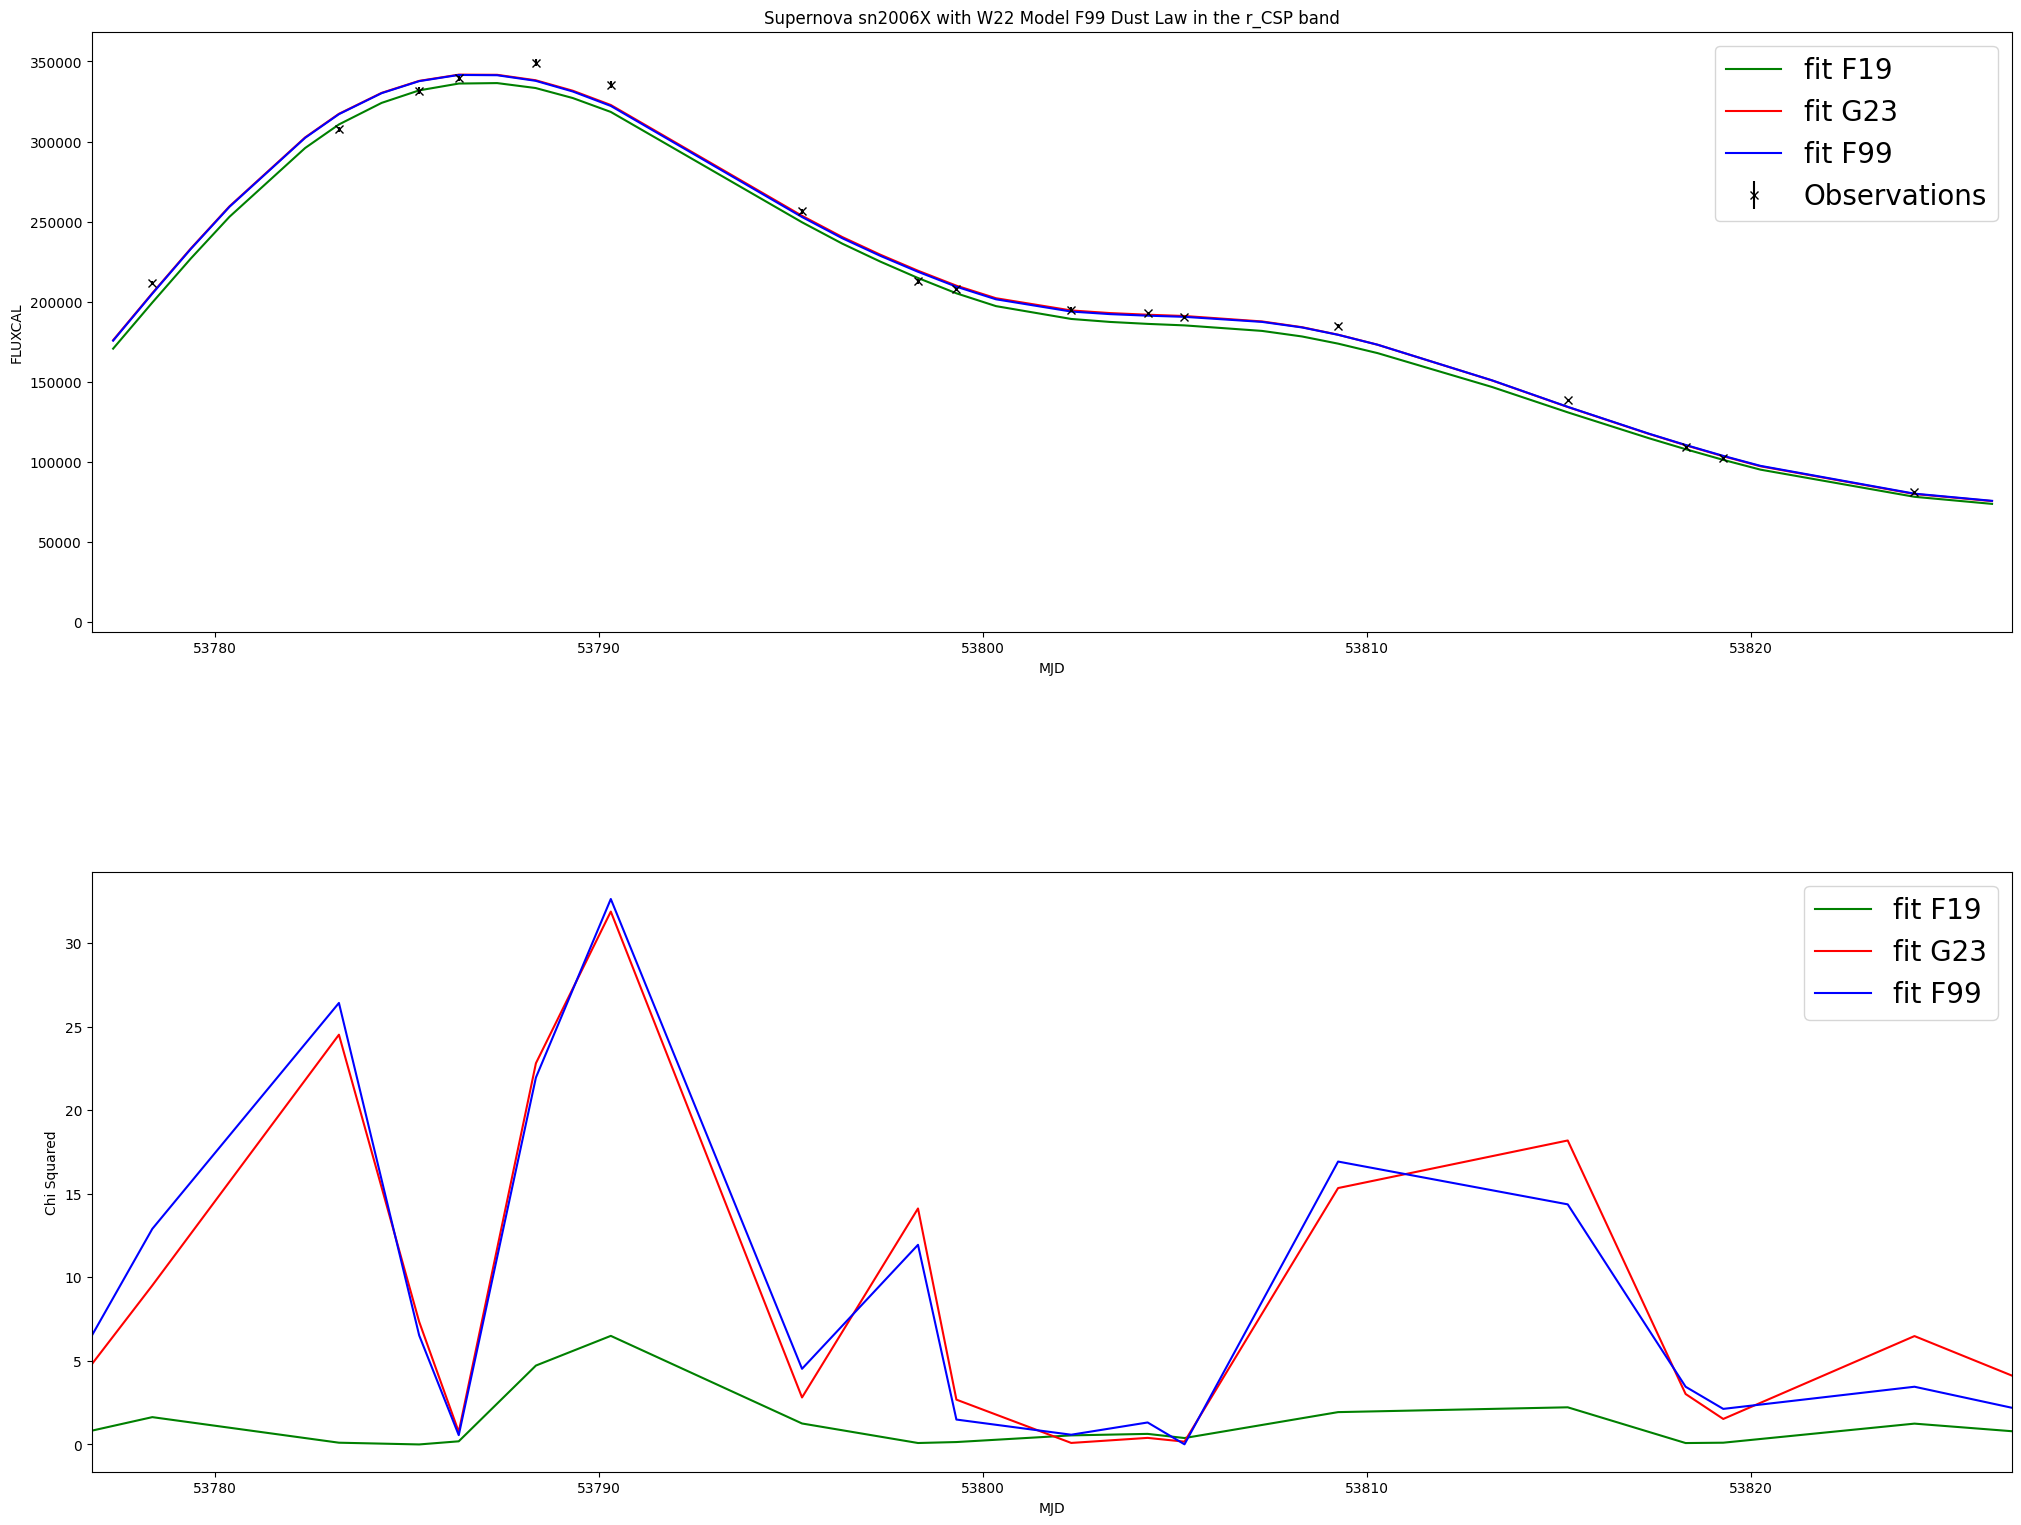 Supernova sn2006X with W22 Model F99 Dust Law in the r_CSP band
FLUXCAL
350000
300000
250000
200000
150000
100000
50000
0
fit F19
fit G23
fit F99
Observations
53780
53790
53800
53810
53820
MJD
Chi Squared
30
25
20
15
10
5
0
fit F19
fit G23
fit F99
53780
53790
53800
53810
53820
MJD